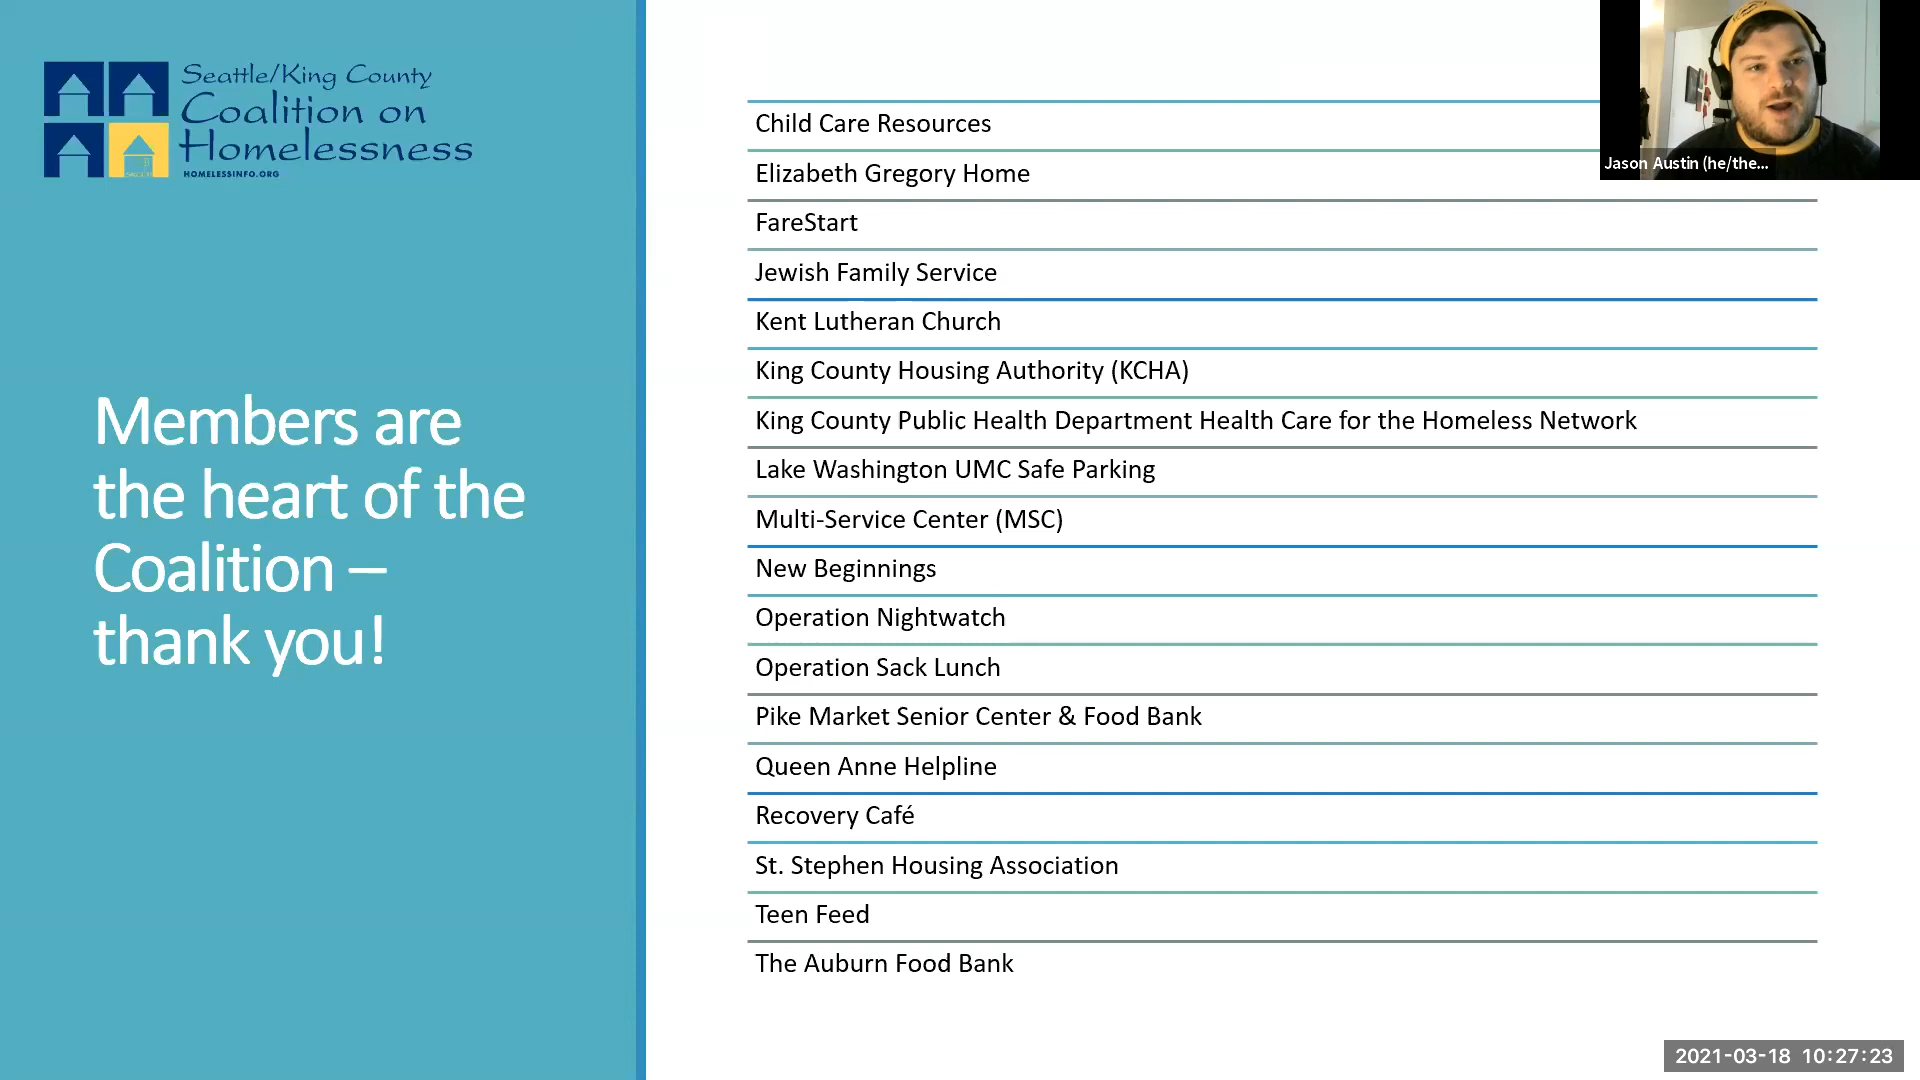 Seattle/King County
Coalition on
Homelessness
HOMELESSINFO.ORG
Members are
the heart of the
Coalition –
thank you!
Child Care Resources
Elizabeth Gregory Home
FareStart
Jewish Family Service
Kent Lutheran Church
King County Housing Authority (KCHA)
King County Public Health Department Health Care for the Homeless Network
Lake Washington UMC Safe Parking
Multi-Service Center (MSC)
New Beginnings
Operation Nightwatch
Operation Sack Lunch
Pike Market Senior Center & Food Bank
Queen Anne Helpline
Recovery Café
St. Stephen Housing Association
Teen Feed
The Auburn Food Bank
Jason Austin (he/the...
2021-03-18 10:27:23